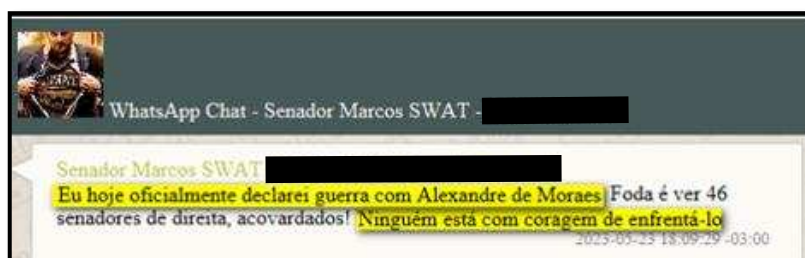 WhatsApp Chat - Senador Marcos SWAT -
Senador Marcos SWAT
Eu hoje oficialmente declarei guerra com Alexandre de Moraes Foda é ver 46
senadores de direita, acovardados! Ninguém está com coragem de enfrentá-lo
2023-05-23 18:09:29 -03:00